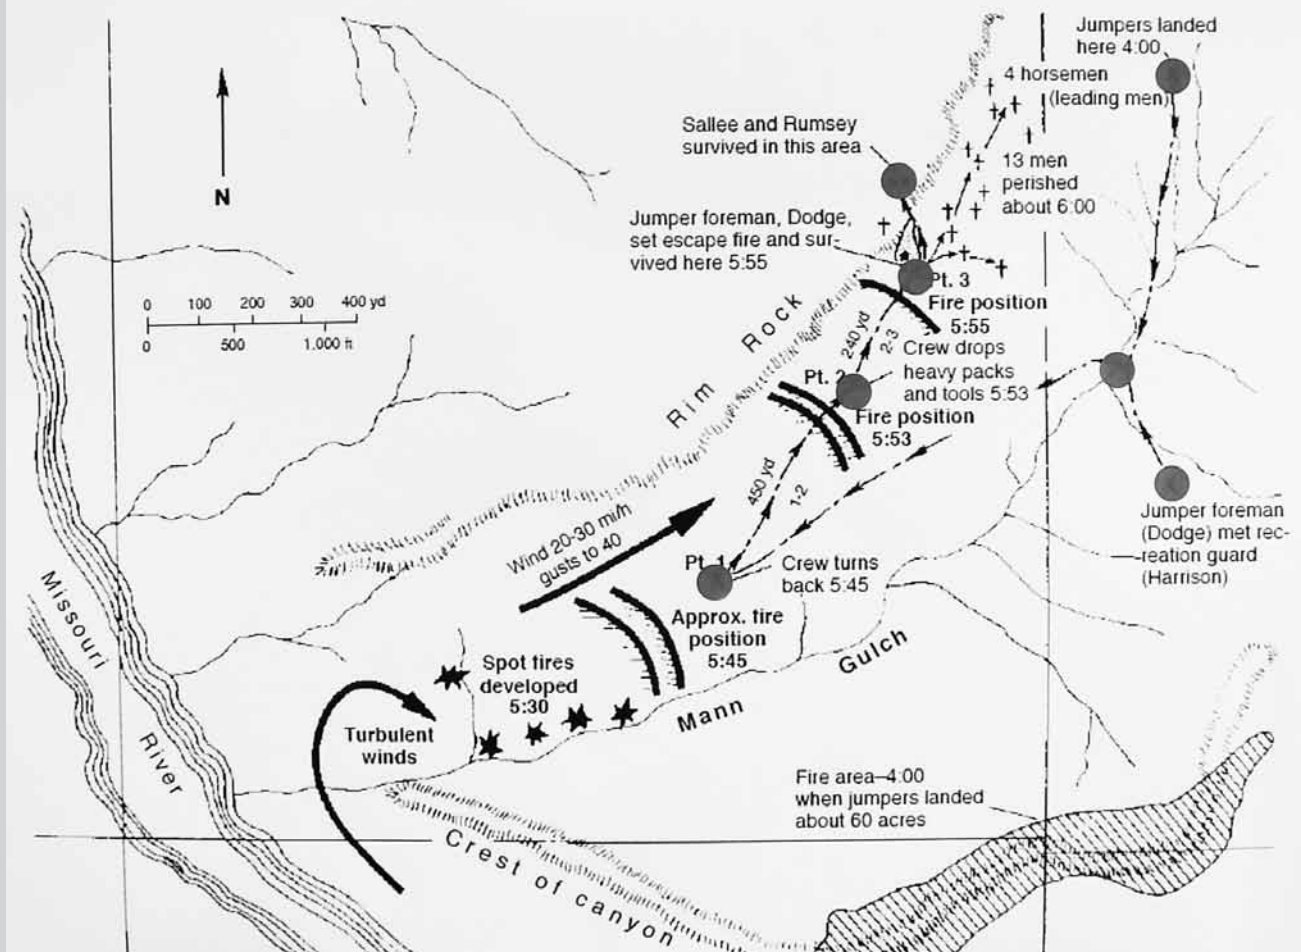 Jumpers landed
here 4:00
4 horsemen
(leading men)
Sallee and Rumsey
survived in this area
13 men
perished
about 6:00
N
Jumper foreman, Dodge,
set escape fire and sur-
vived here 5:55
Pt. 3
Fire position
5:55
0 100 200 300 400 yd
0 500 1.000 ft
Rim Rock
240 yd
2-3
Crew drops
heavy packs
and tools 5:53
Pt. 2
Fire position
5:53
450 yd
1-2
Jumper foreman
(Dodge) met rec-
reation guard
(Harrison)
Wind 20-30 mi/h
gusts to 40
Pt. 1
Crew turns
back 5:45
Approx. fire
position
5:45
Missouri
River
Spot fires
developed
5:30
Mann Gulch
Turbulent
winds
Fire area–4:00
when jumpers landed
about 60 acres
Crest of canyon